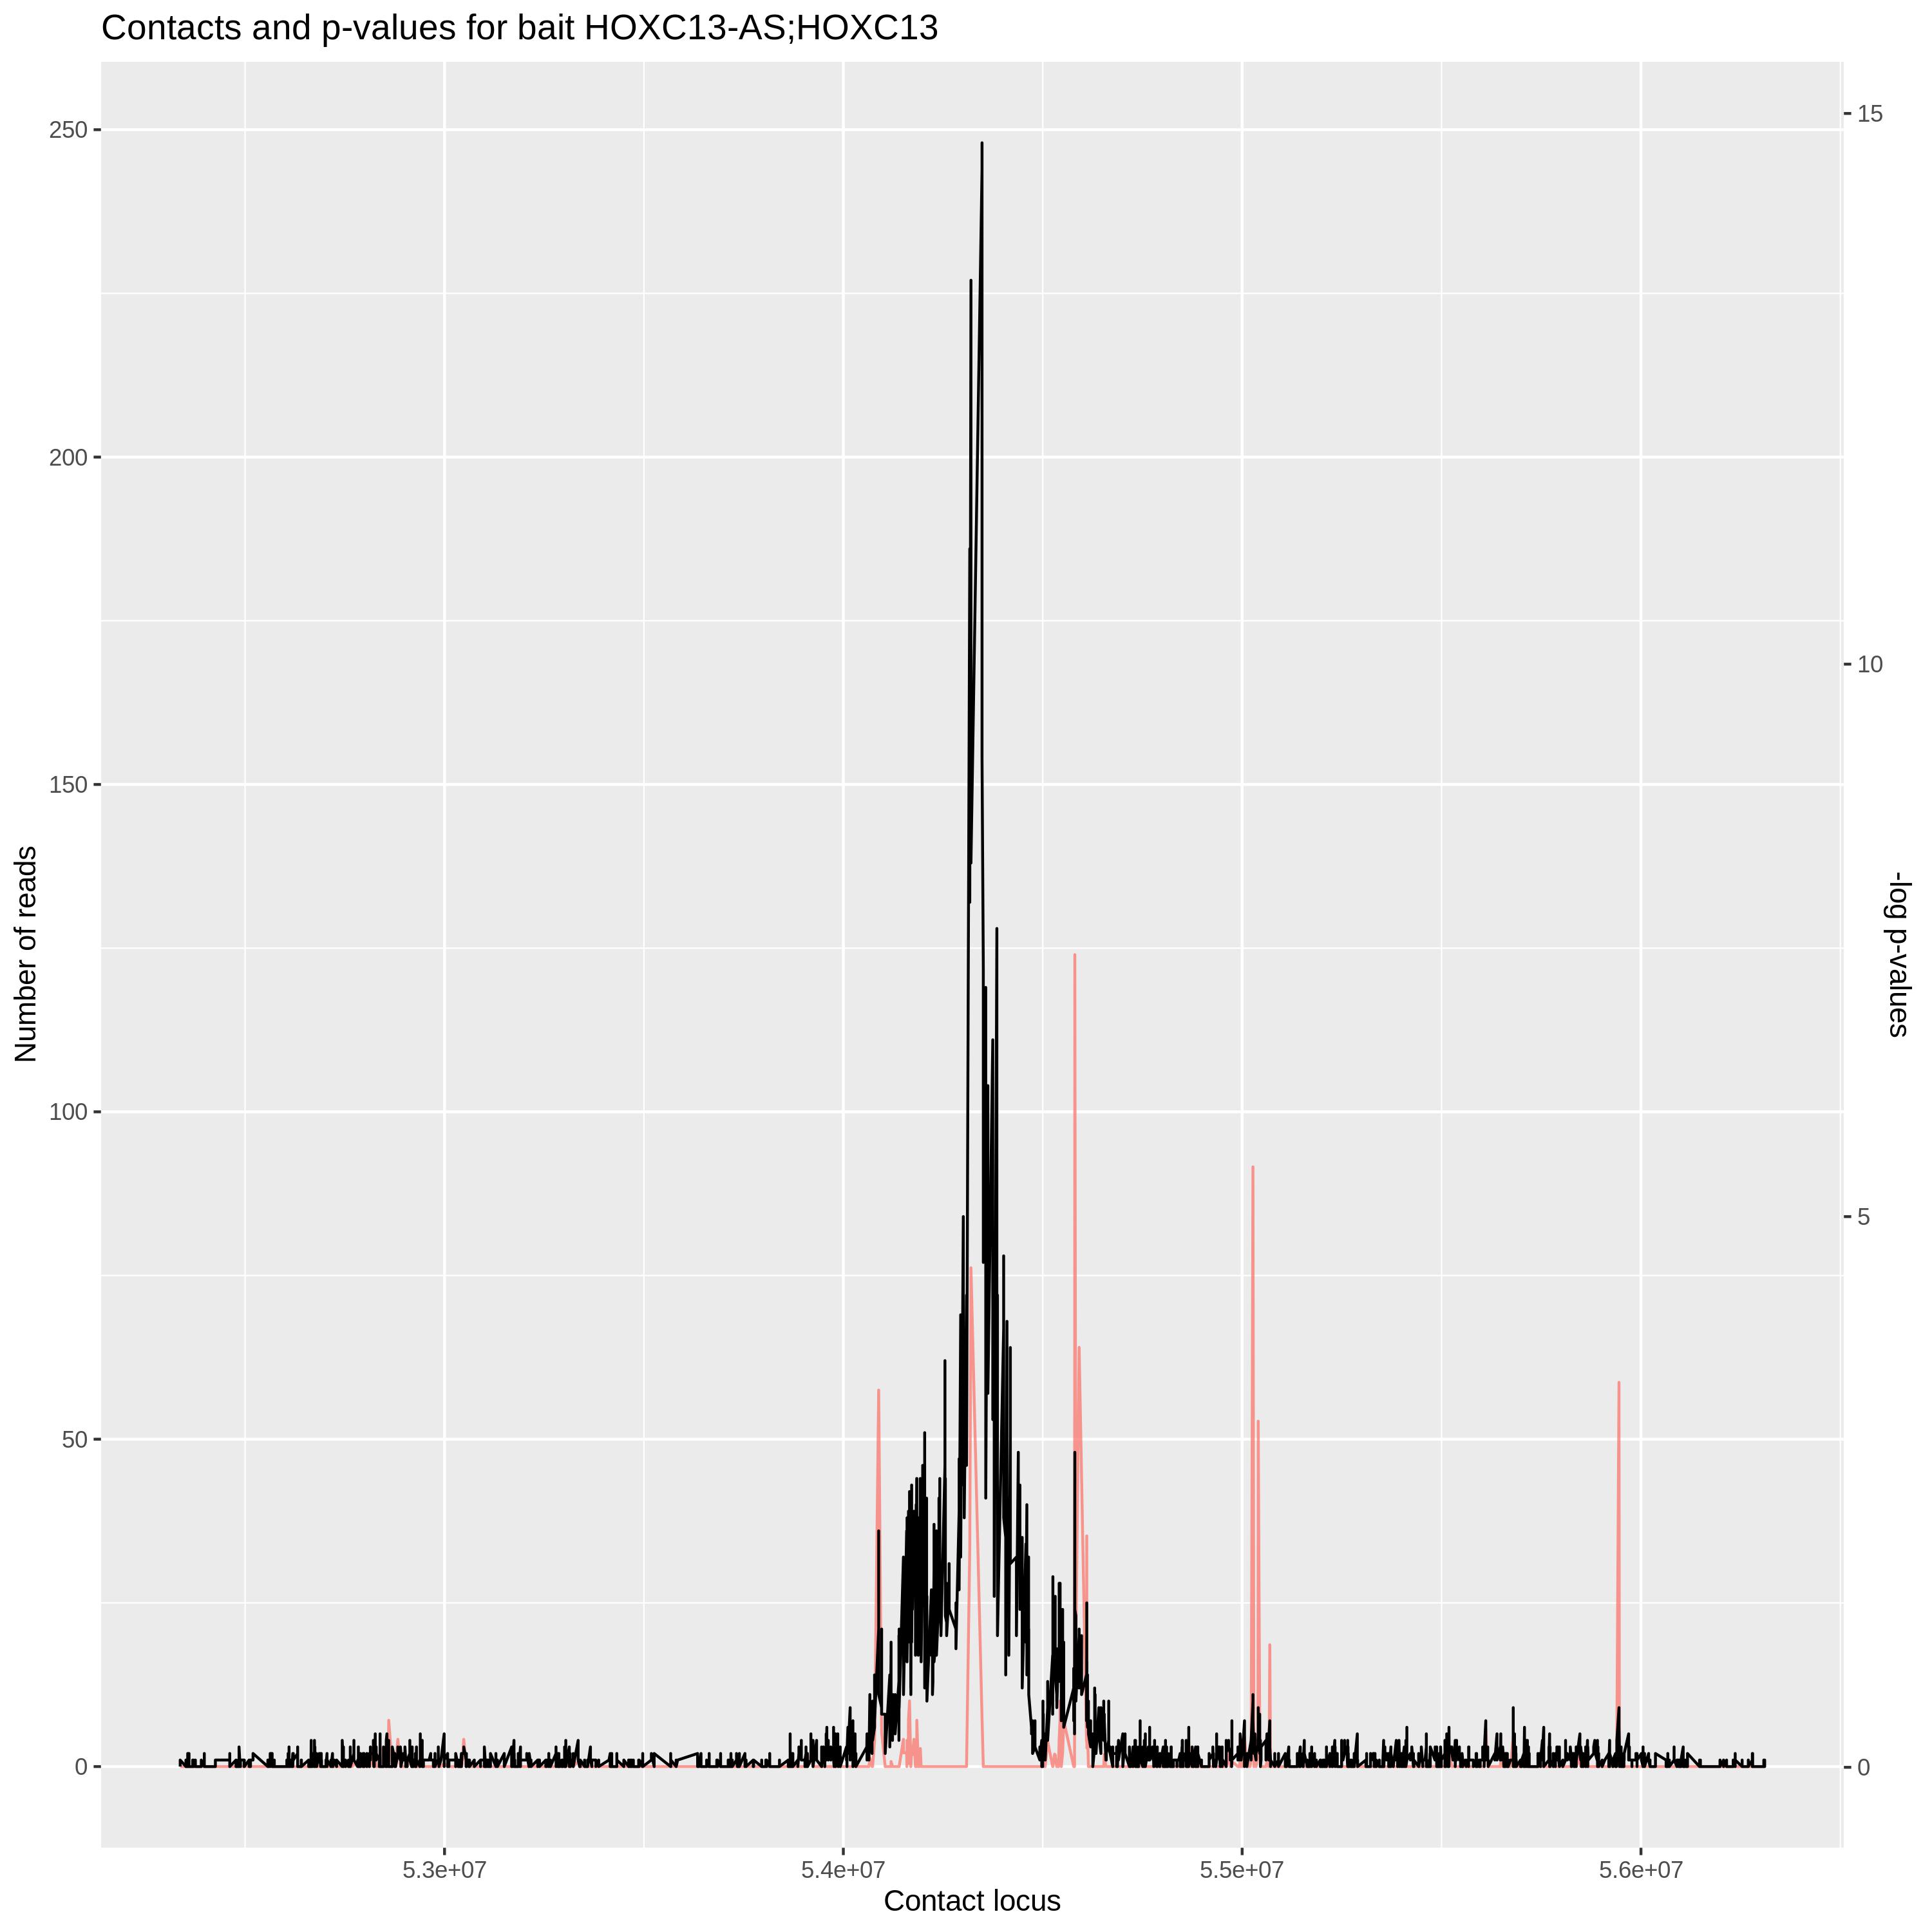 Contacts and p-values for bait HOXC13-AS;HOXC13
250
200
150
100
50
0
Number of reads
15
10
5
0
-log p-values
5.3e+07 5.4e+07 5.5e+07 5.6e+07
Contact locus